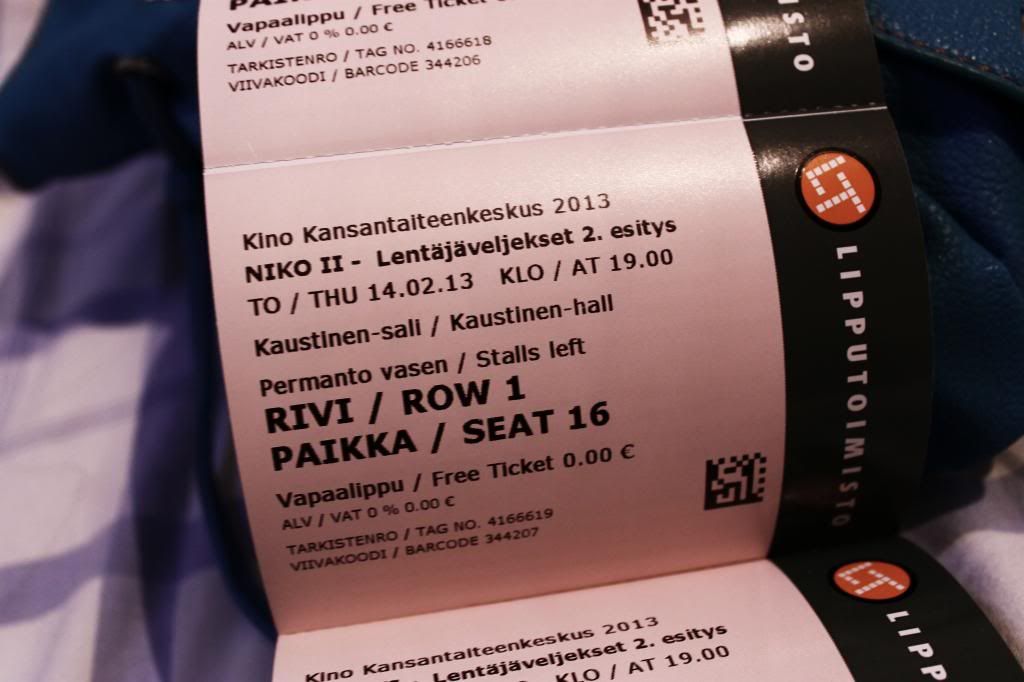 Vapaalippu / Free Ticket
ALV / VAT 0 % 0.00 €
TARKISTENRO / TAG NO. 4166618
VIIVAKOODI / BARCODE 344206
ISTO
Kino Kansantaiteenkeskus 2013
NIKO II - Lentäjäveljekset 2. esitys
TO / THU 14.02.13 KLO / AT 19.00
Kaustinen-sali / Kaustinen-hall
Permanto vasen / Stalls left
RIVI / ROW 1
PAIKKA / SEAT 16
Vapaalippu / Free Ticket 0.00 €
ALV / VAT 0 % 0.00 €
TARKISTENRO / TAG NO. 4166619
VIIVAKOODI / BARCODE 344207
LIPPUTOIMISTO
Kino Kansantaiteenkeskus 2013
- Lentäjäveljekset 2. esitys
KLO / AT 19.00
LIPP